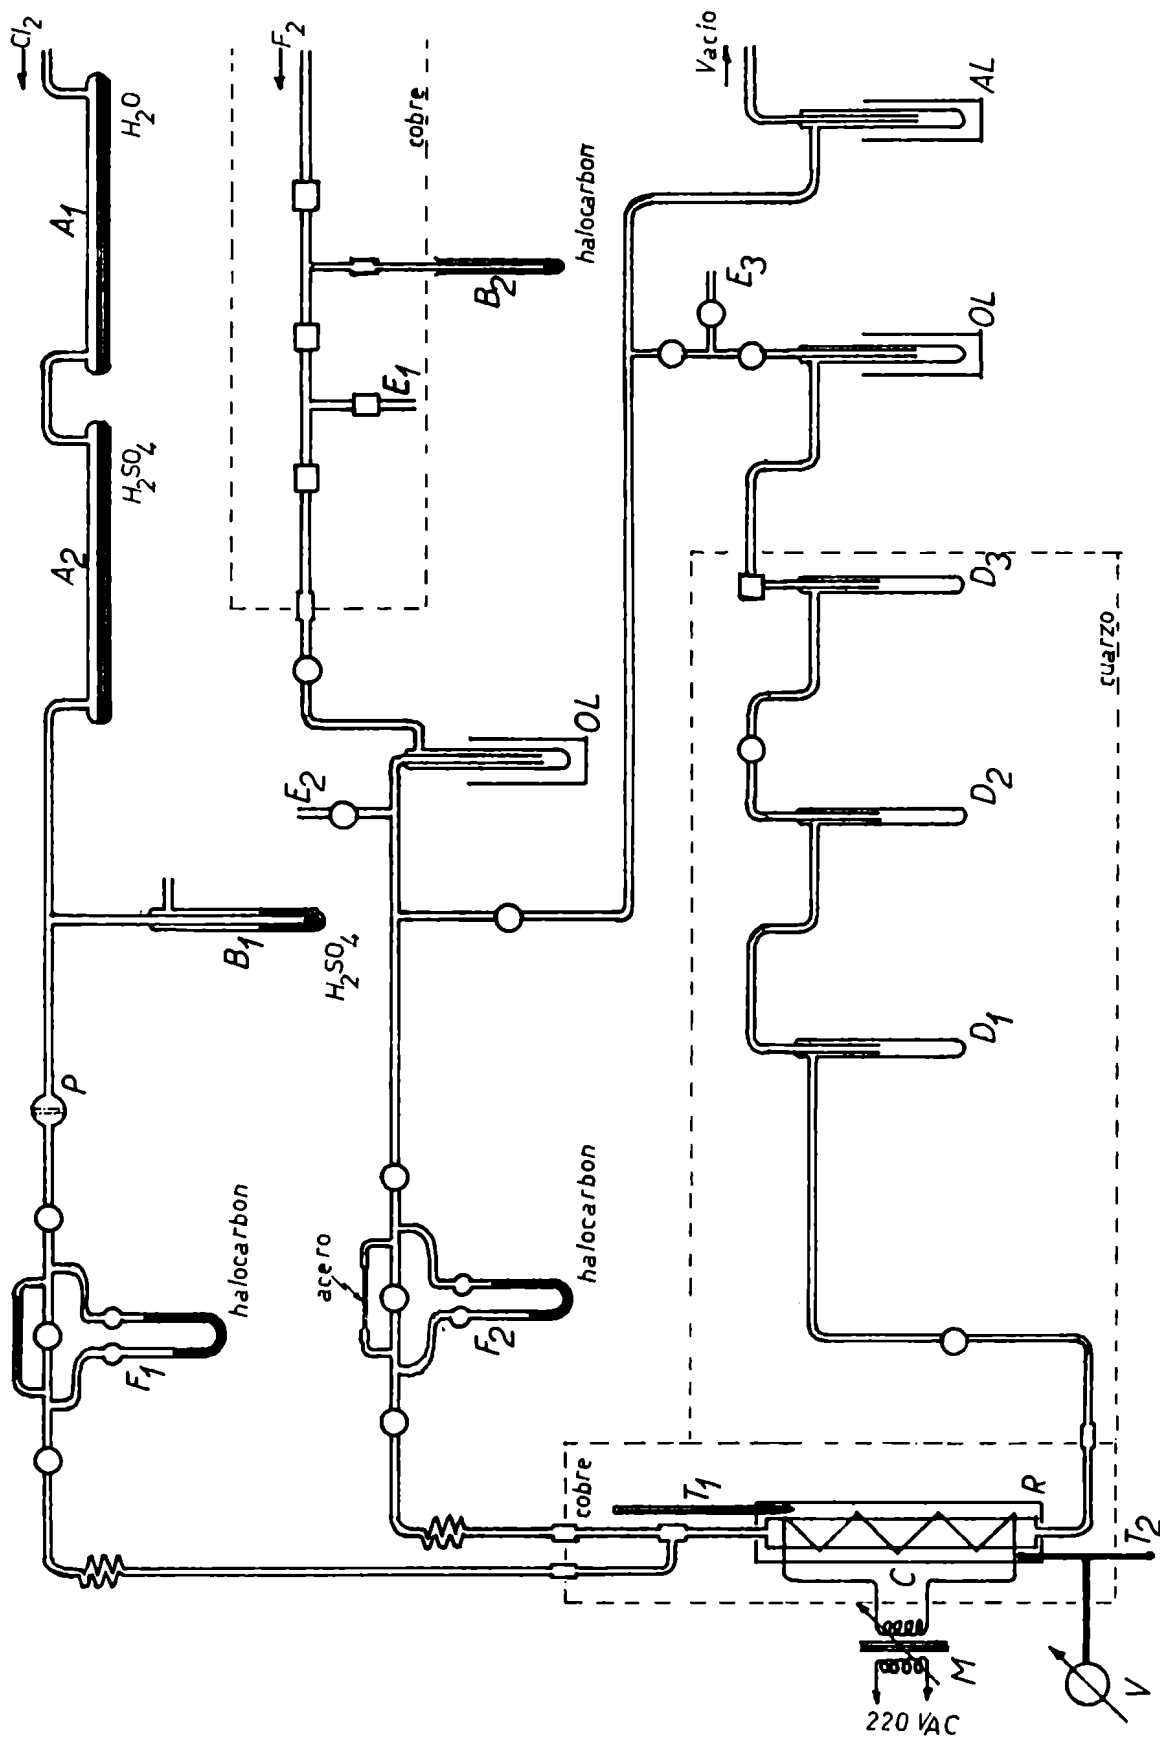 Cl2
H2O
A1
H2SO4
A2
F2
cobre
B2
halocarbon
E1
OL
E2
B1
H2SO4
P
F1
halocarbon
acero
F2
halocarbon
Vacío
AL
E3
OL
D3
cuarzo
D2
D1
cobre
T1
R
C
T2
M
V
220 VAC